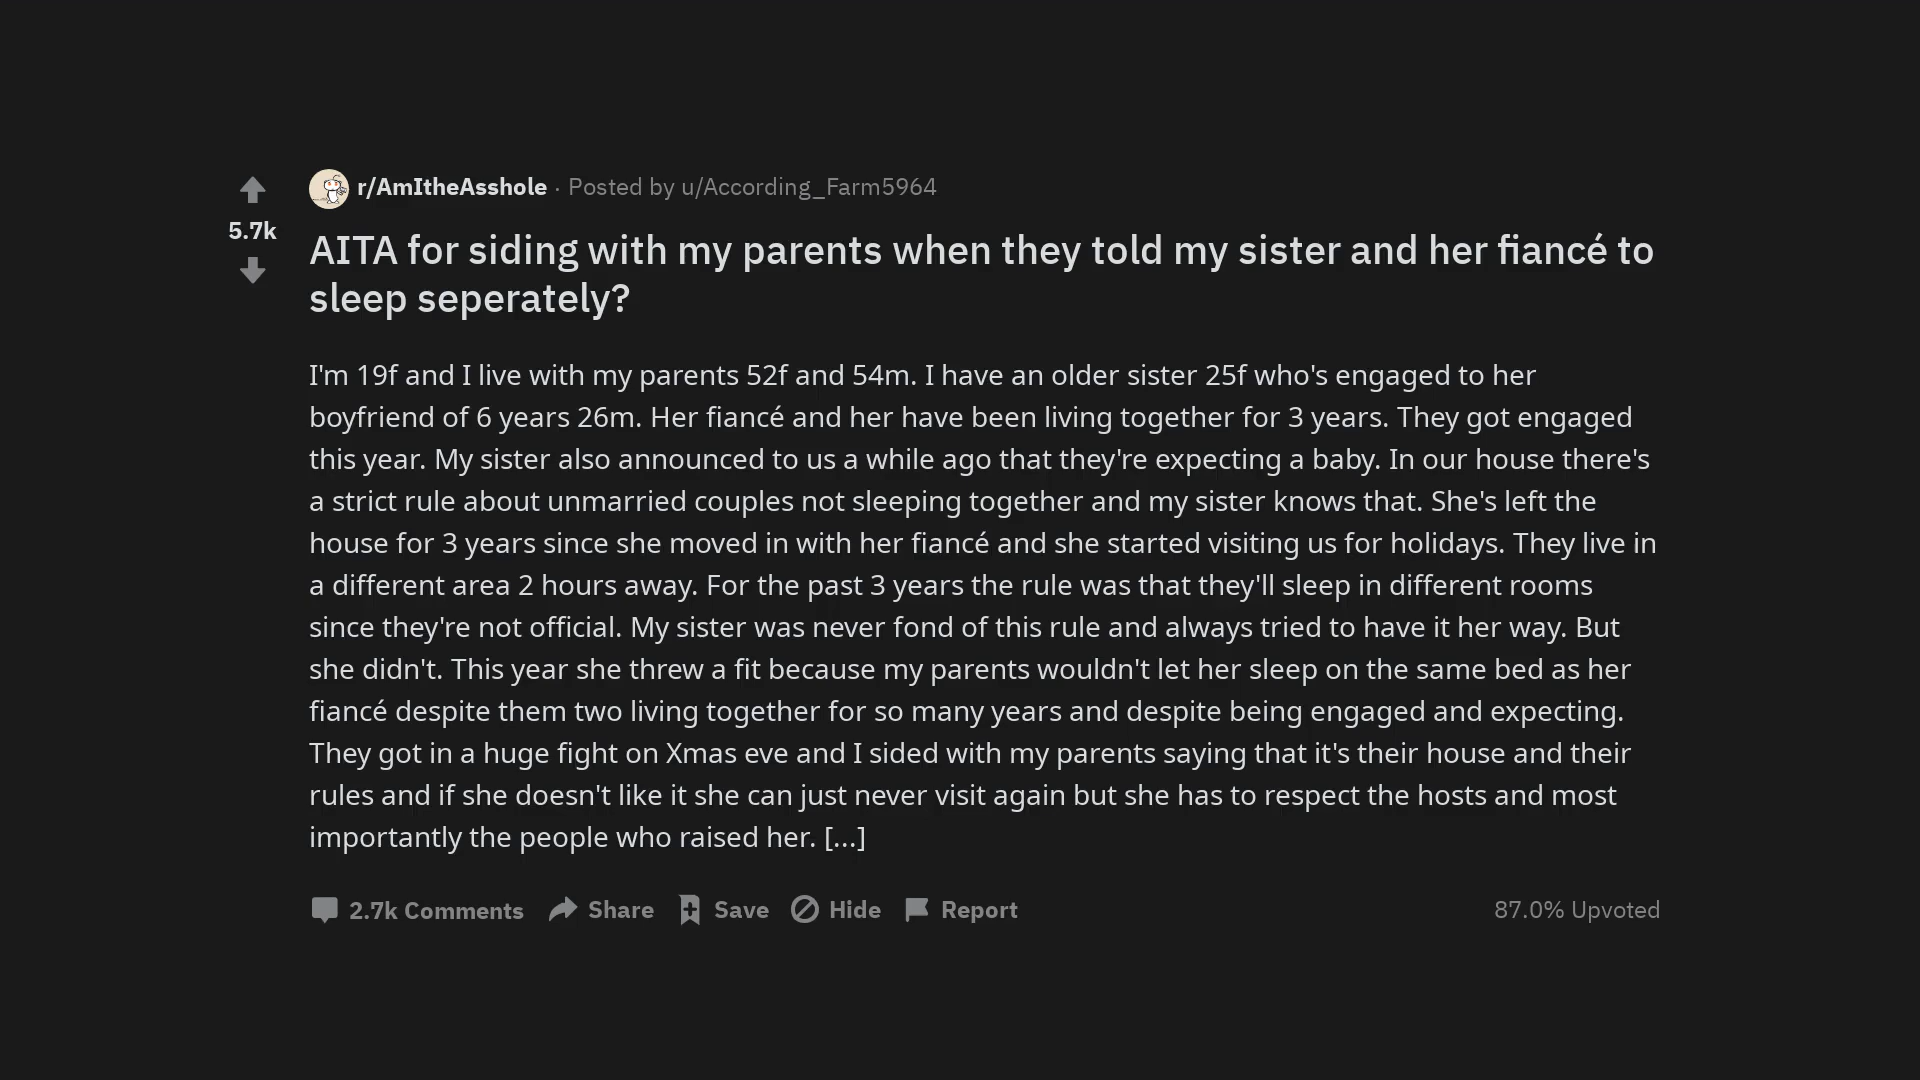 r/AmItheAsshole · Posted by u/According_Farm5964
5.7k
AITA for siding with my parents when they told my sister and her fiancé to
sleep seperately?
I'm 19f and I live with my parents 52f and 54m. I have an older sister 25f who's engaged to her
boyfriend of 6 years 26m. Her fiancé and her have been living together for 3 years. They got engaged
this year. My sister also announced to us a while ago that they're expecting a baby. In our house there's
a strict rule about unmarried couples not sleeping together and my sister knows that. She's left the
house for 3 years since she moved in with her fiancé and she started visiting us for holidays. They live in
a different area 2 hours away. For the past 3 years the rule was that they'll sleep in different rooms
since they're not official. My sister was never fond of this rule and always tried to have it her way. But
she didn't. This year she threw a fit because my parents wouldn't let her sleep on the same bed as her
fiancé despite them two living together for so many years and despite being engaged and expecting.
They got in a huge fight on Xmas eve and I sided with my parents saying that it's their house and their
rules and if she doesn't like it she can just never visit again but she has to respect the hosts and most
importantly the people who raised her. [...]
2.7k Comments Share Save Hide Report 87.0% Upvoted